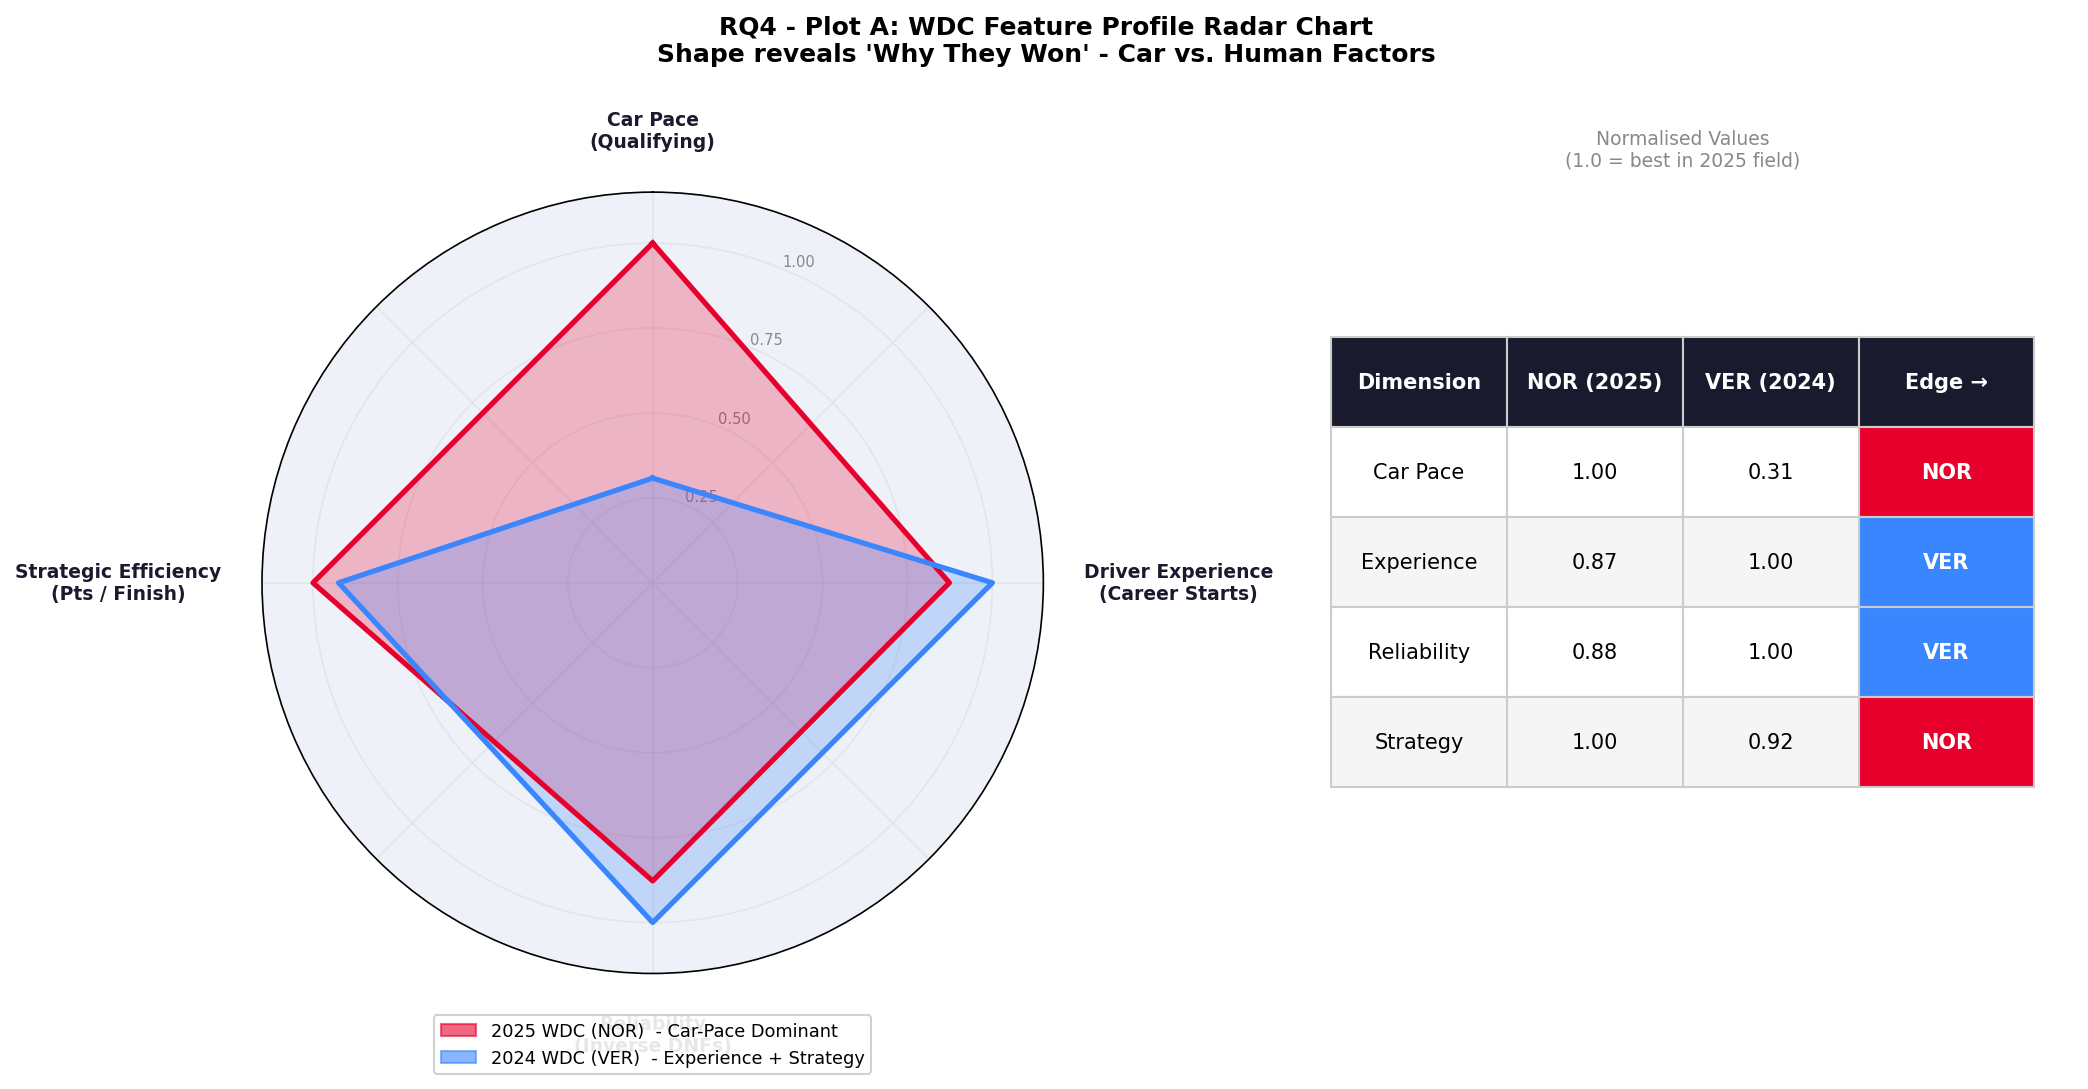 RQ4 - Plot A: WDC Feature Profile Radar Chart
Shape reveals 'Why They Won' - Car vs. Human Factors
Car Pace
(Qualifying)
1.00
0.75
0.50
0.25
Strategic Efficiency
(Pts / Finish)
Driver Experience
(Career Starts)
Reliability
(Inverse DNFs)
2025 WDC (NOR) - Car-Pace Dominant
2024 WDC (VER) - Experience + Strategy
Normalised Values
(1.0 = best in 2025 field)
Dimension NOR (2025) VER (2024) Edge →
Car Pace 1.00 0.31 NOR
Experience 0.87 1.00 VER
Reliability 0.88 1.00 VER
Strategy 1.00 0.92 NOR